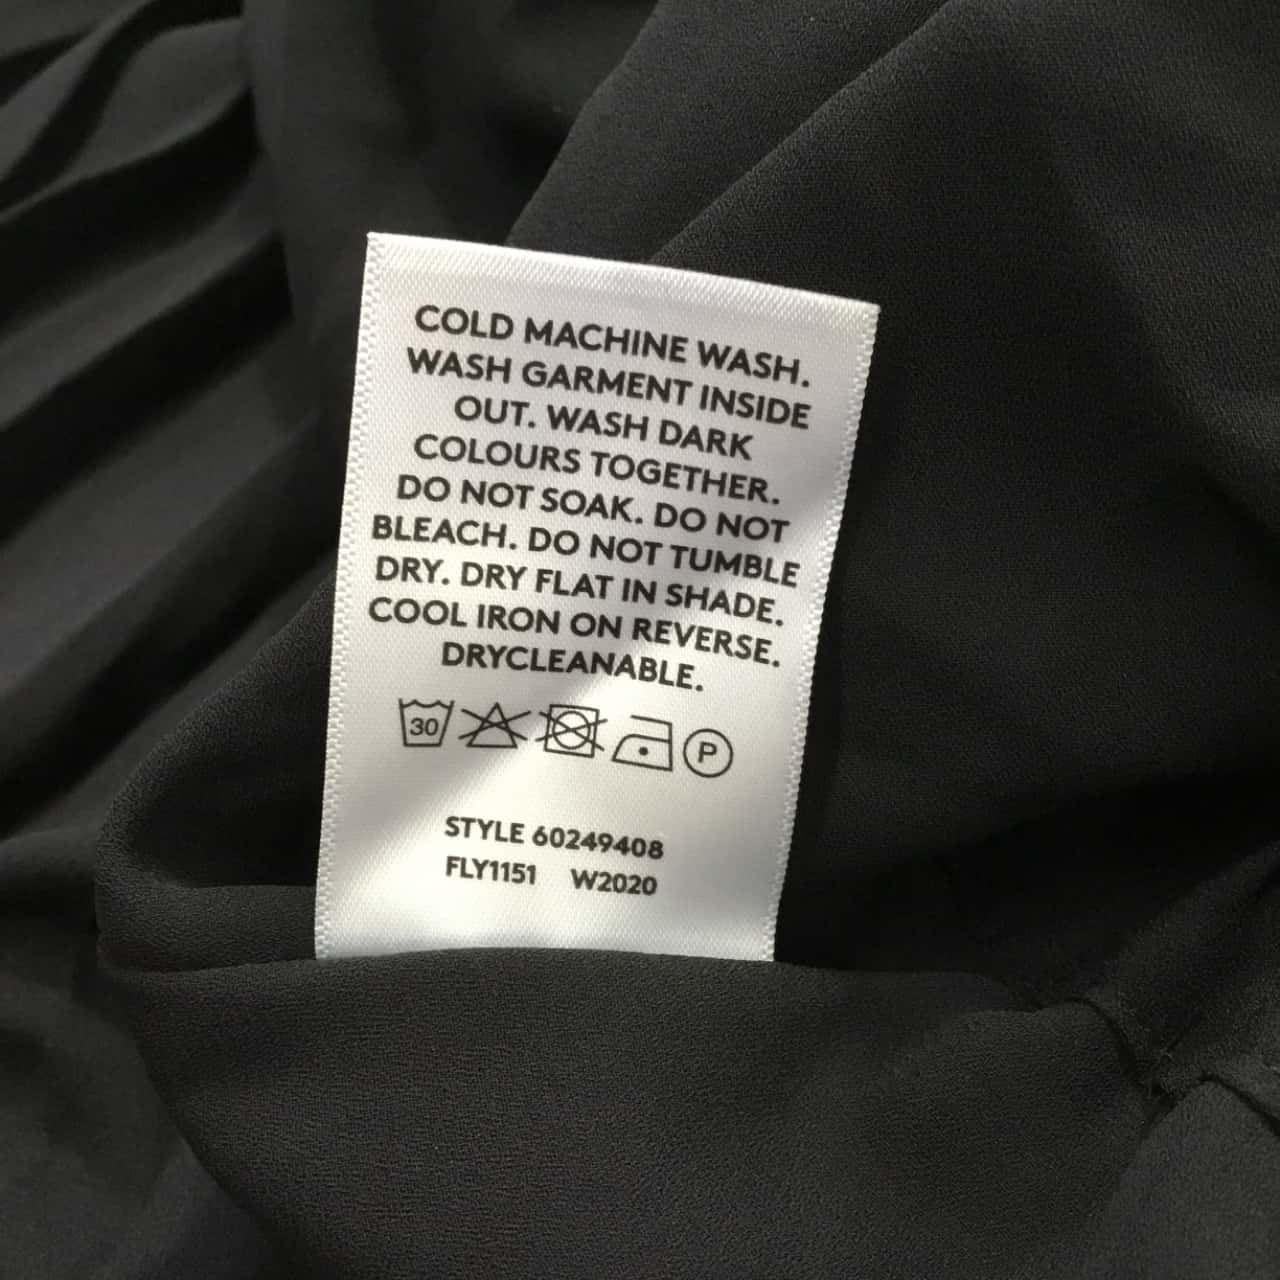 COLD MACHINE WASH.
WASH GARMENT INSIDE
OUT. WASH DARK
COLOURS TOGETHER.
DO NOT SOAK. DO NOT
BLEACH. DO NOT TUMBLE
DRY. DRY FLAT IN SHADE.
COOL IRON ON REVERSE.
DRYCLEANABLE.
30 P
STYLE 60249408
FLY1151 W2020